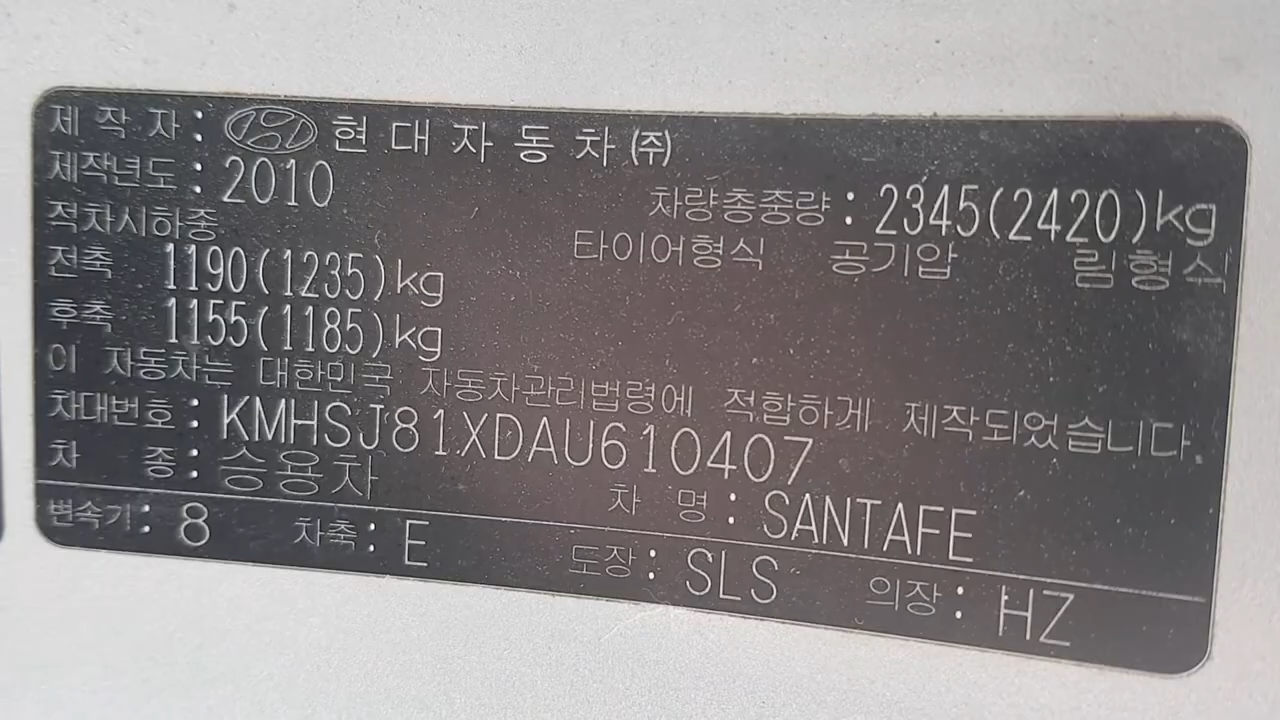 제 작 자 : 현 대 자 동 차 ㈜
제작년도 : 2010
차량총중량 : 2345(2420)kg
적차시하중
타이어형식 공기압 림형식
전축 1190(1235)kg
후축 1155(1185)kg
이 자동차는 대한민국 자동차관리법령에 적합하게 제작되었습니다.
차대번호 : KMHSJ81XDAU610407
차 종 : 승용차
차 명 : SANTAFE
변속기 : 8 차축 : E 도장 : SLS 의장 : HZ